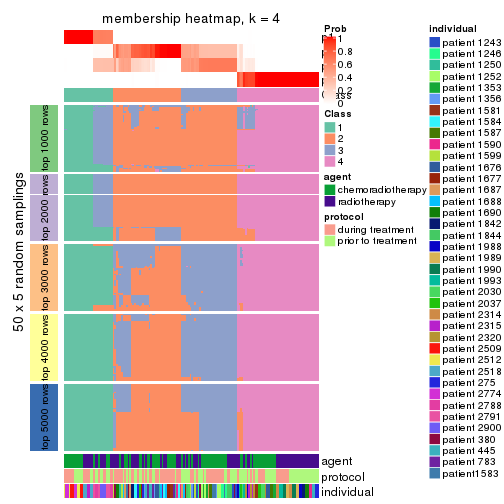 membership heatmap, k = 4
Prob
1
0.8
0.6
0.4
0.2
0
Class
1
2
3
4
agent
chemoradiotherapy
radiotherapy
protocol
during treatment
prior to treatment
individual
patient 1243
patient 1246
patient 1250
patient 1252
patient 1353
patient 1356
patient 1581
patient 1584
patient 1587
patient 1590
patient 1599
patient 1676
patient 1677
patient 1687
patient 1688
patient 1690
patient 1842
patient 1844
patient 1988
patient 1989
patient 1990
patient 1993
patient 2030
patient 2037
patient 2314
patient 2315
patient 2320
patient 2509
patient 2512
patient 2518
patient 275
patient 2774
patient 2788
patient 2791
patient 2900
patient 380
patient 445
patient 783
patient1583
50 x 5 random samplings
top 1000 rows
top 2000 rows
top 3000 rows
top 4000 rows
top 5000 rows
agent
protocol
individual